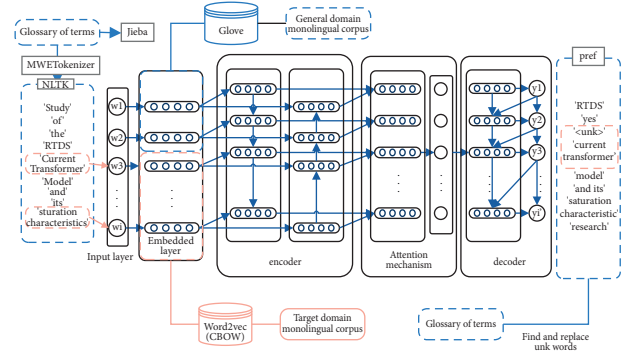 Glossary of terms
Jieba
MWETokenizer
NLTK
'Study'
'of'
'the'
'RTDS'
'Current
Transformer'
'Model'
'and'
'its'
'saturation
characteristics'
w1
w2
w3
wi
Input layer
Embedded
layer
Glove
General domain
monolingual corpus
Word2vec
(CBOW)
Target domain
monolingual corpus
encoder
Attention
mechanism
y1
y2
y3
yi
decoder
pref
'RTDS'
'yes'
'<unk>'
'current
transformer'
'model'
'and its'
'saturation
characteristic'
'research'
Glossary of terms
Find and replace
unk words